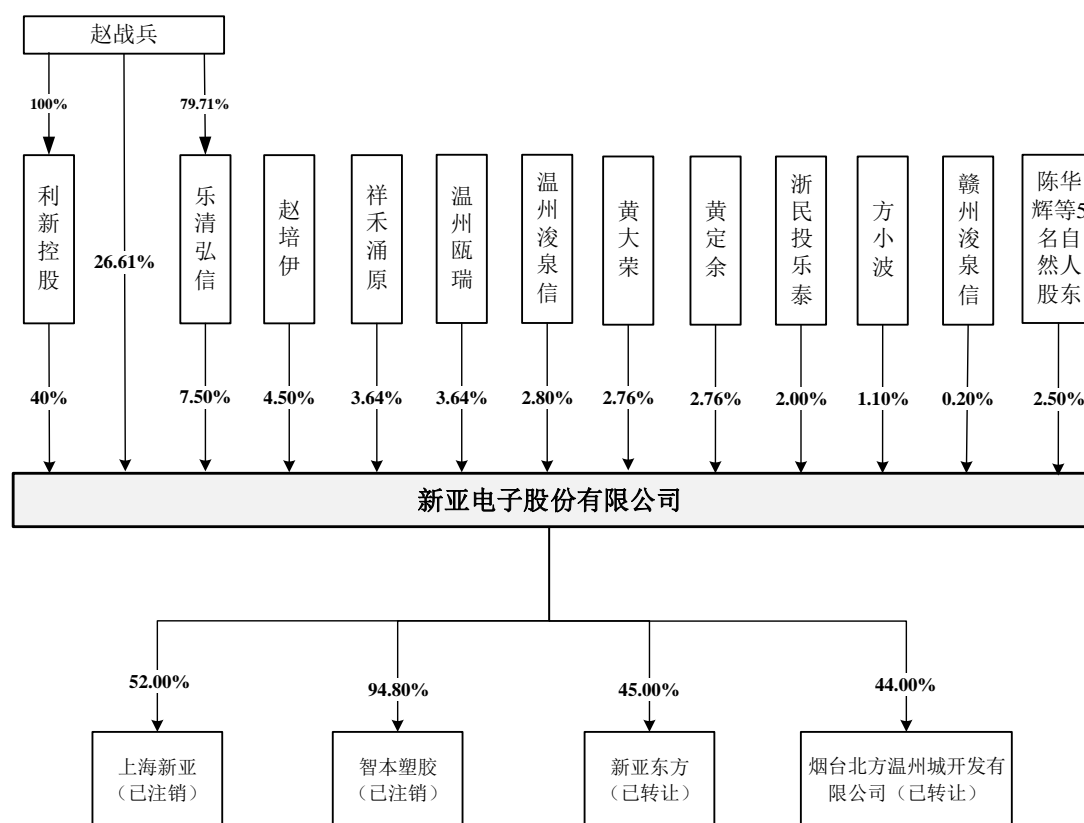 赵战兵
100%
79.71%
利新控股
26.61%
乐清弘信
赵培伊
祥禾涌原
温州瓯瑞
温州浚泉信
黄大荣
黄定余
浙民投乐泰
方小波
赣州浚泉信
陈华
辉等5
名自
然人
股东
40%
7.50%
4.50%
3.64%
3.64%
2.80%
2.76%
2.76%
2.00%
1.10%
0.20%
2.50%
新亚电子股份有限公司
52.00%
94.80%
45.00%
44.00%
上海新亚
（已注销）
智本塑胶
（已注销）
新亚东方
（已转让）
烟台北方温州城开发有
限公司（已转让）